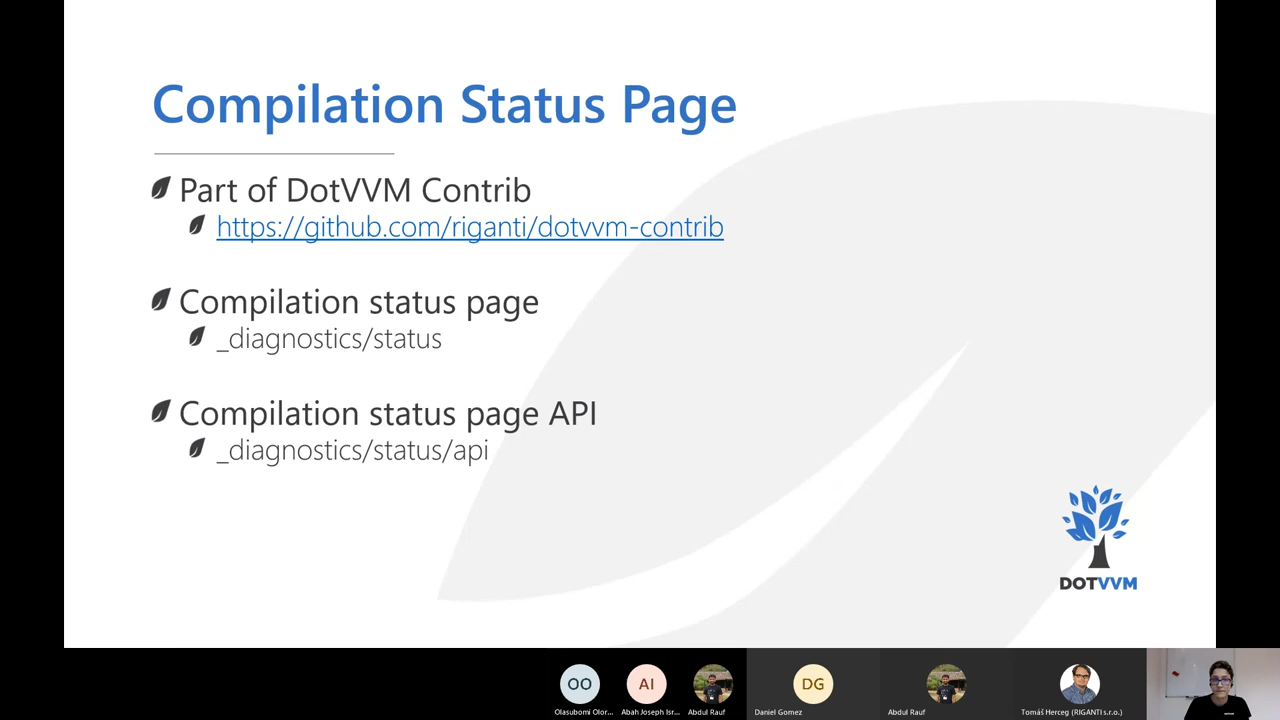 Compilation Status Page
Part of DotVVM Contrib
https://github.com/riganti/dotvvm-contrib
Compilation status page
_diagnostics/status
Compilation status page API
_diagnostics/status/api
DOTVVM
OO
AI
DG
Olasubomi Olor...
Abah Joseph Isr...
Abdul Rauf
Daniel Gomez
Abdul Rauf
Tomáš Herceg (RIGANTI s.r.o.)